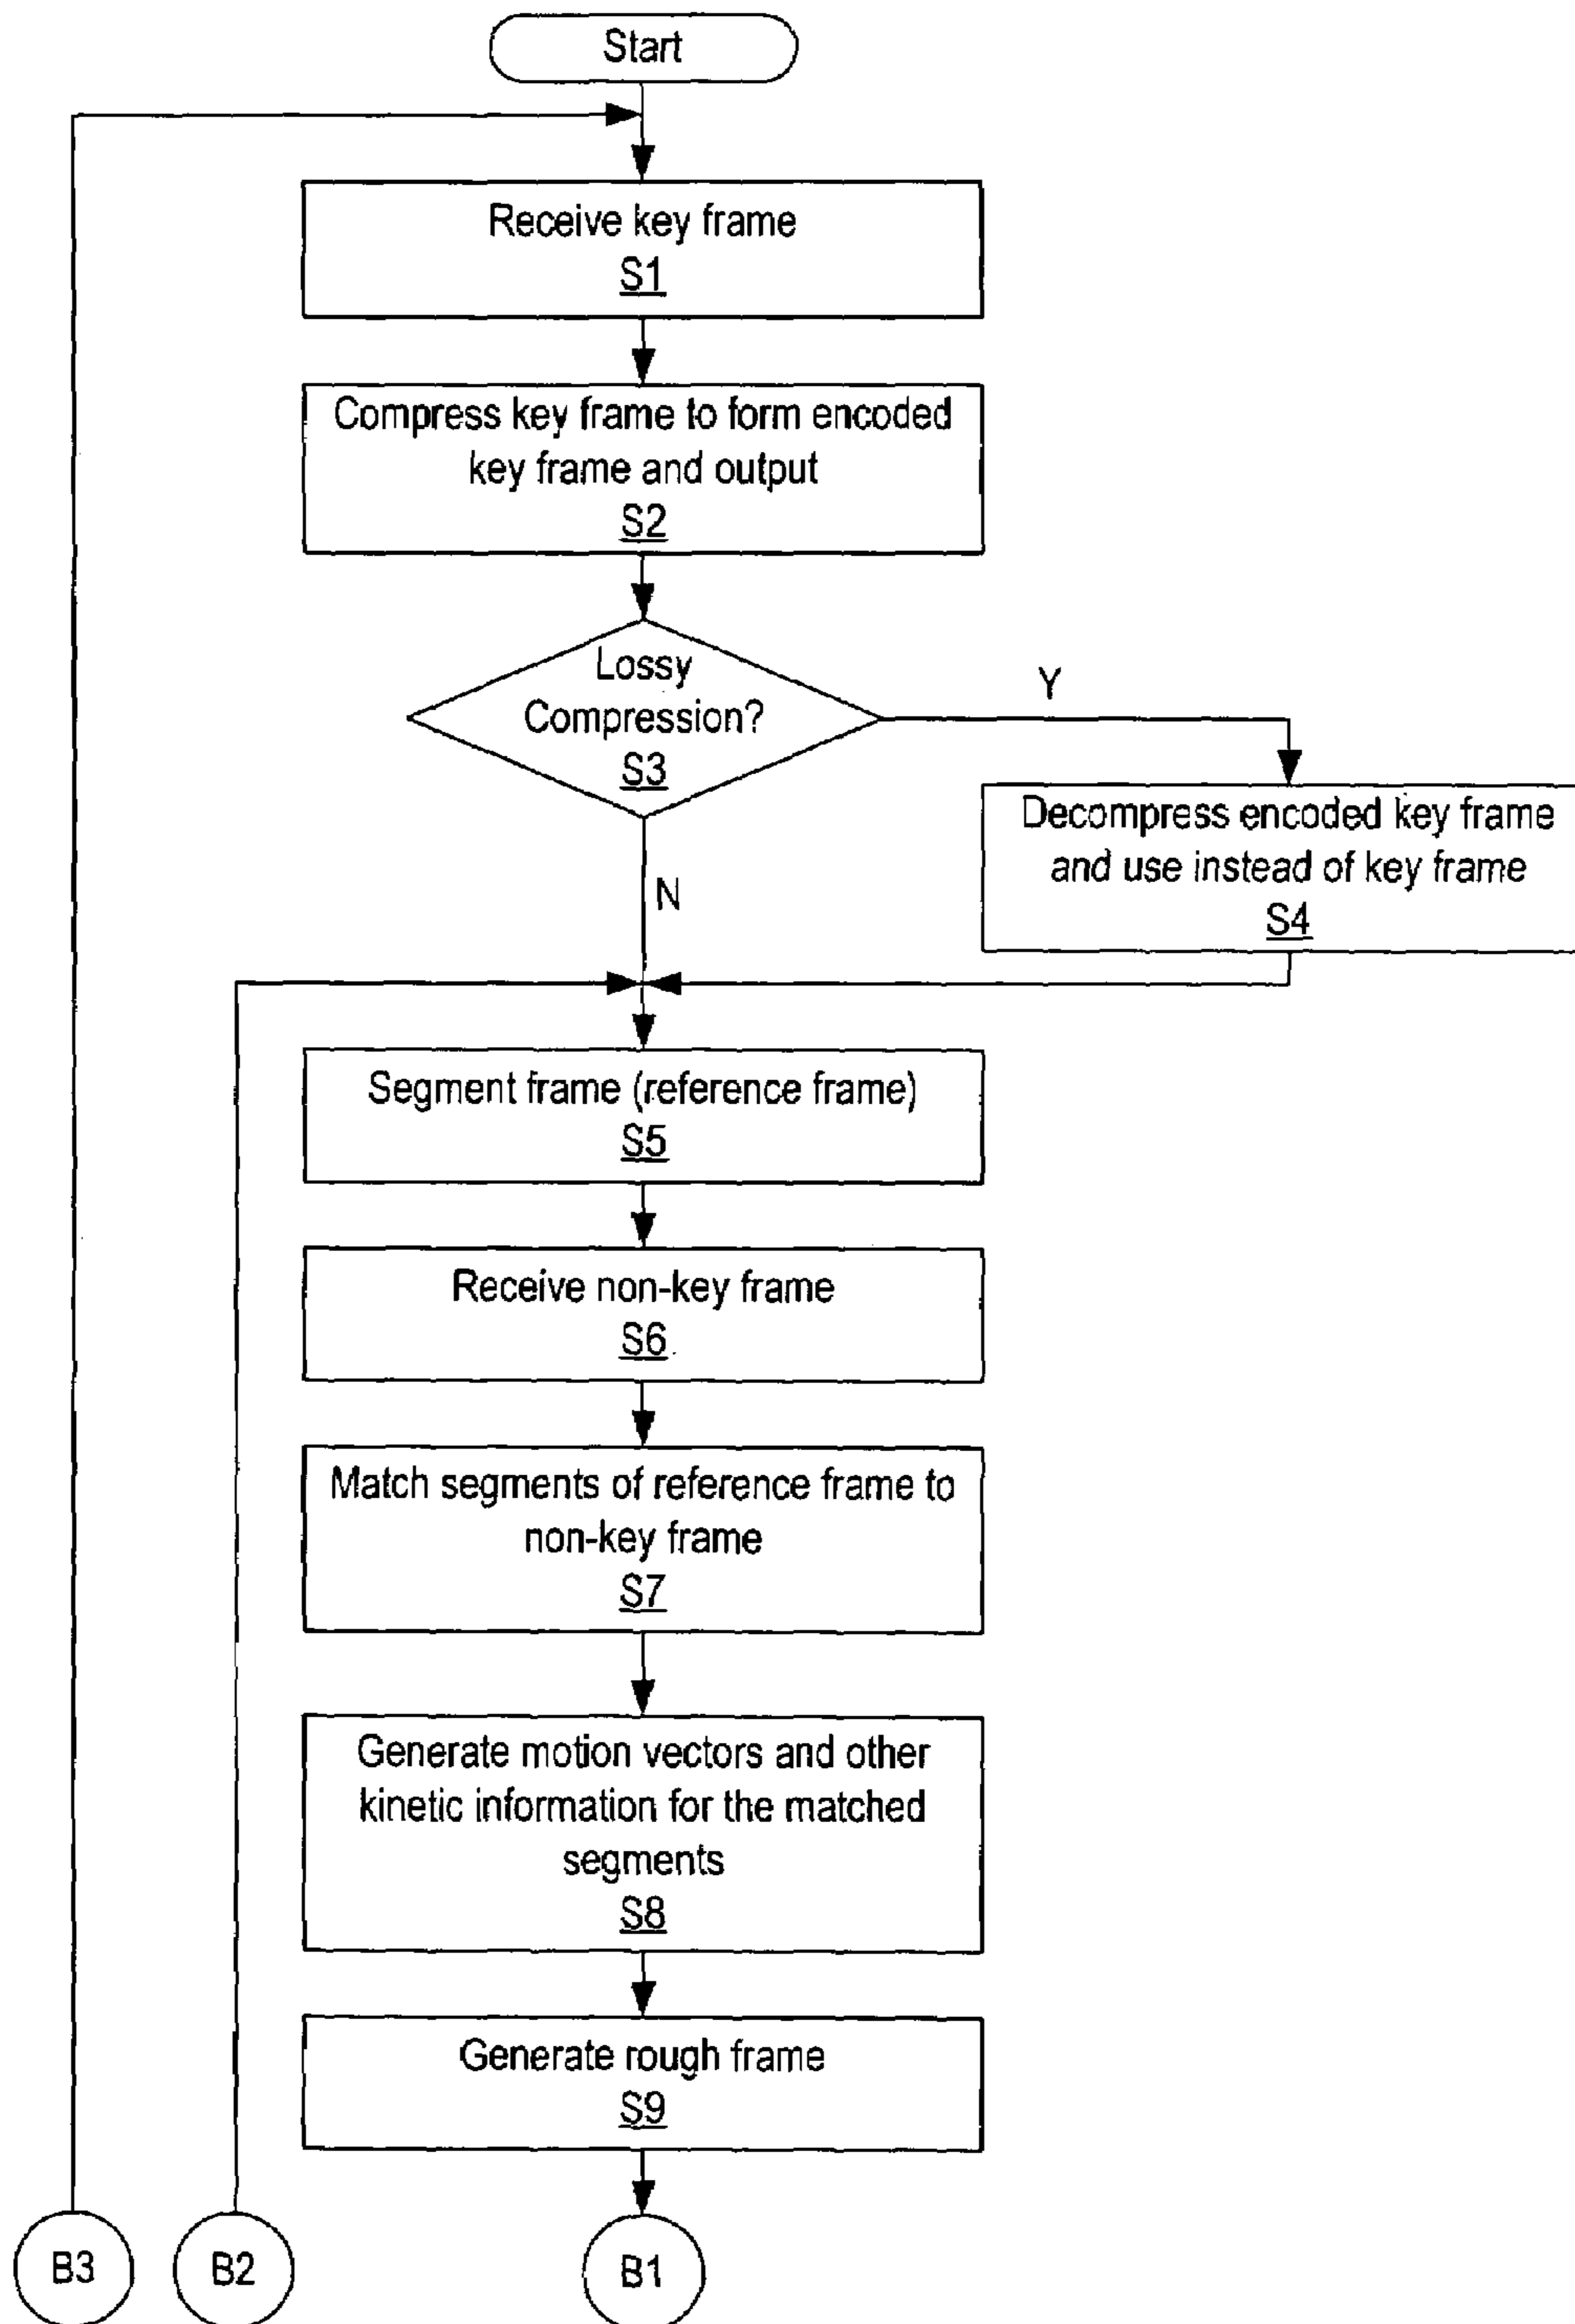 Start
Receive key frame
S1
Compress key frame to form encoded
key frame and output
S2
Lossy
Compression?
S3
Y
N
Decompress encoded key frame
and use instead of key frame
S4
Segment frame (reference frame)
S5
Receive non-key frame
S6
Match segments of reference frame to
non-key frame
S7
Generate motion vectors and other
kinetic information for the matched
segments
S8
Generate rough frame
S9
B3
B2
B1